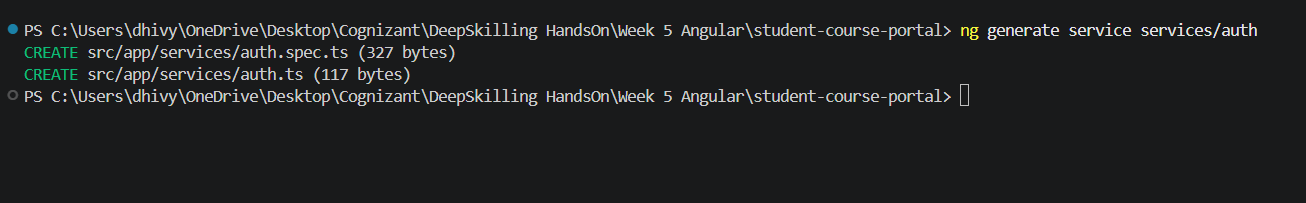 PS C:\Users\dhivy\OneDrive\Desktop\Cognizant\DeepSkilling HandsOn\Week 5 Angular\student-course-portal> ng generate service services/auth
CREATE src/app/services/auth.spec.ts (327 bytes)
CREATE src/app/services/auth.ts (117 bytes)
PS C:\Users\dhivy\OneDrive\Desktop\Cognizant\DeepSkilling HandsOn\Week 5 Angular\student-course-portal>